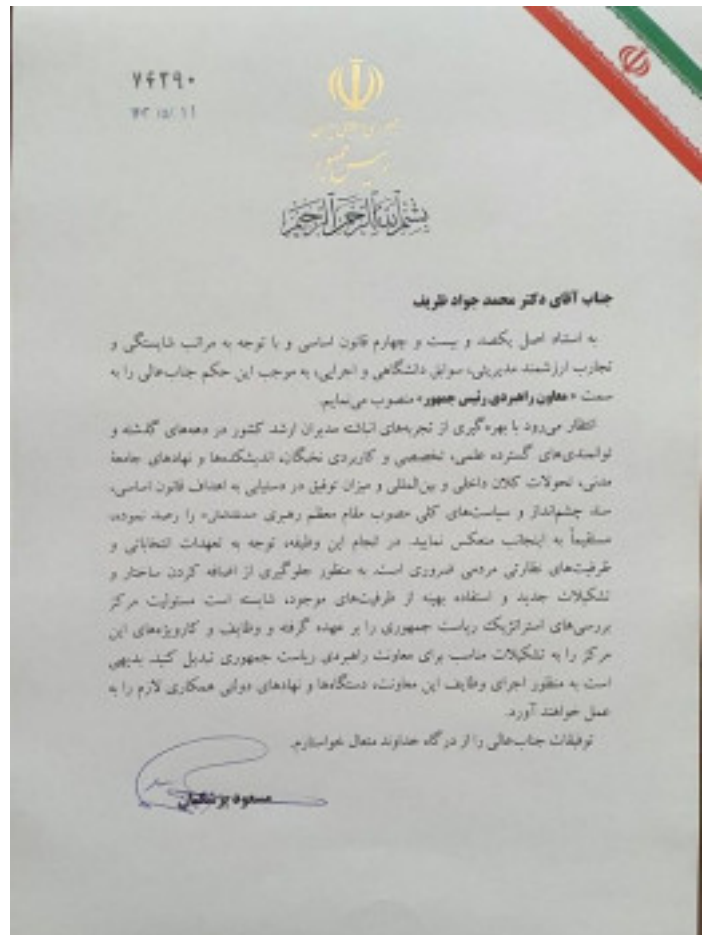 ۷۶۲۹۰
جمهوری اسلامی ایران
رئیس جمهور
بسم الله الرحمن الرحیم
جناب آقای دکتر محمد جواد ظریف
به استناد اصل یکصد و بیست و چهارم قانون اساسی و با توجه به مراتب شایستگی و
تجارب ارزشمند مدیریتی، سوابق دانشگاهی و اجرایی، به موجب این حکم جناب‌عالی را به
سمت «معاون راهبردی رئیس جمهور» منصوب می‌نمایم.
انتظار می‌رود با بهره‌گیری از تجربه‌های انباشته مدیران ارشد کشور در دهه‌های گذشته و
توانمندی‌های گسترده علمی، تخصصی و کاربردی نخبگان، اندیشکده‌ها و نهادهای جامعهٔ
مدنی، تحولات کلان داخلی و بین‌المللی و میزان توفیق در دستیابی به اهداف قانون اساسی،
سند چشم‌انداز و سیاست‌های کلی مصوب مقام معظم رهبری را رصد نموده،
مستقیماً به اینجانب منعکس نمایید. در انجام این وظیفه، توجه به تعهدات انتخاباتی و
ظرفیت‌های نظارتی مردمی ضروری است. به منظور جلوگیری از اضافه کردن ساختار و
تشکیلات جدید و استفاده بهینه از ظرفیت‌های موجود، شایسته است مسئولیت مرکز
بررسی‌های استراتژیک ریاست جمهوری را بر عهده گرفته و وظایف و کارویژه‌های این
مرکز را به تشکیلات مناسب برای معاونت راهبردی ریاست جمهوری تبدیل کنید. بدیهی
است به منظور اجرای وظایف این معاونت، دستگاه‌ها و نهادهای دولتی همکاری لازم را به
عمل خواهند آورد.
توفیقات جناب‌عالی را از درگاه خداوند متعال خواستارم.
مسعود پزشکیان